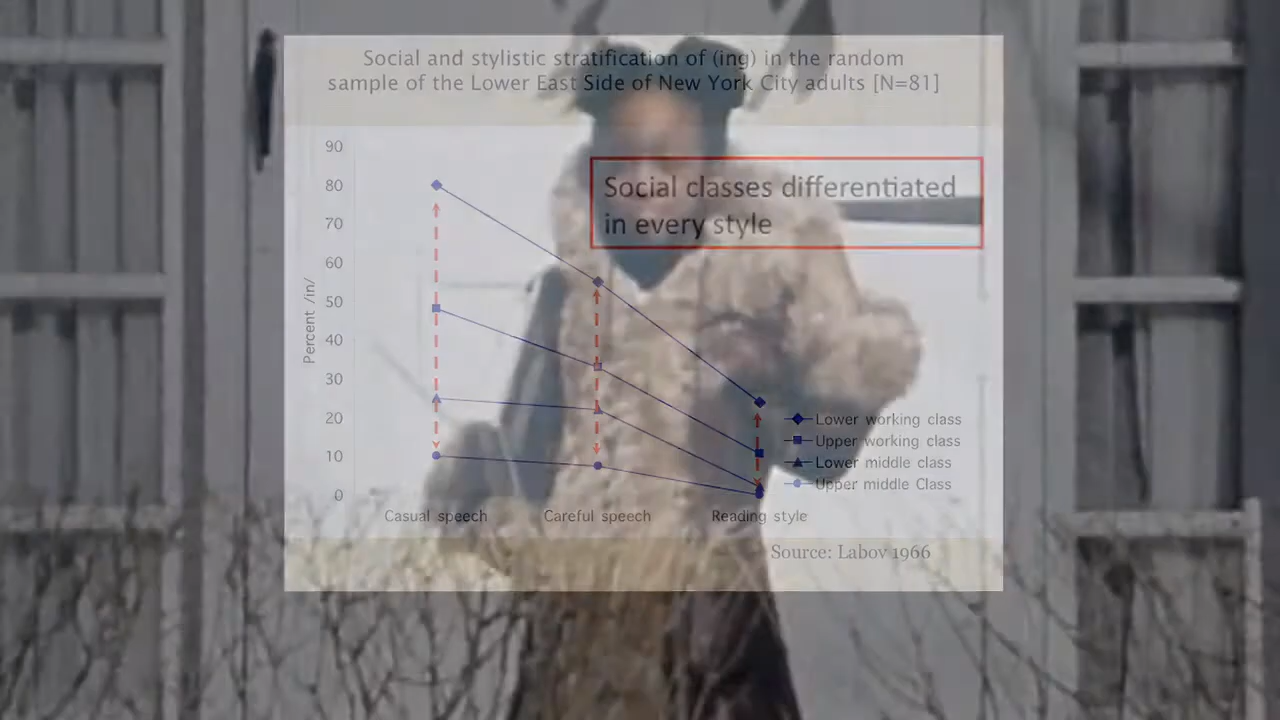 Social and stylistic stratification of (ing) in the random
sample of the Lower East Side of New York City adults [N=81]
Social classes differentiated
in every style
Percent /in/
90
80
70
60
50
40
30
20
10
0
Casual speech Careful speech Reading style
Lower working class
Upper working class
Lower middle class
Upper middle Class
Source: Labov 1966